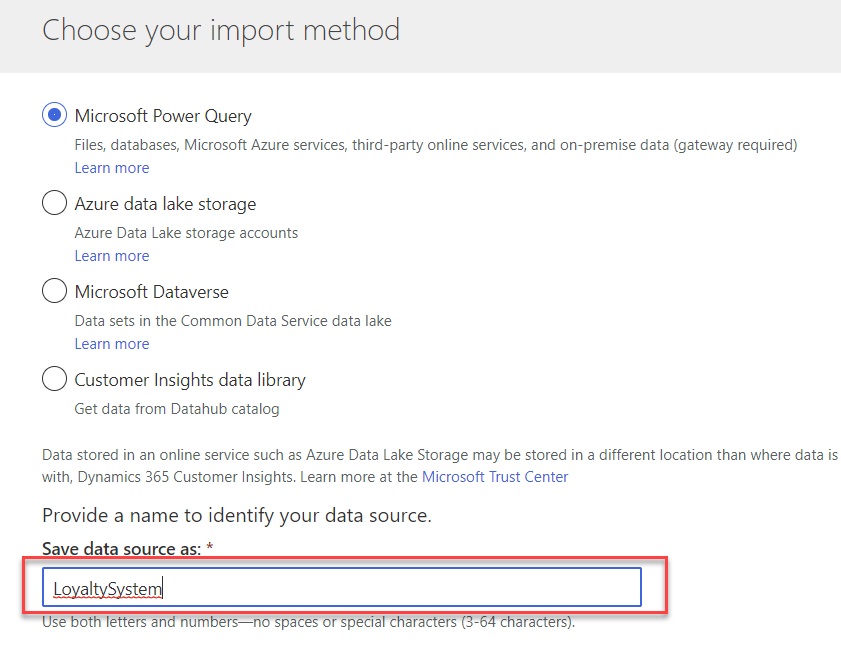 Choose your import method
Microsoft Power Query
Files, databases, Microsoft Azure services, third-party online services, and on-premise data (gateway required)
Learn more
Azure data lake storage
Azure Data Lake storage accounts
Learn more
Microsoft Dataverse
Data sets in the Common Data Service data lake
Learn more
Customer Insights data library
Get data from Datahub catalog
Data stored in an online service such as Azure Data Lake Storage may be stored in a different location than where data is
with, Dynamics 365 Customer Insights. Learn more at the Microsoft Trust Center
Provide a name to identify your data source.
Save data source as: *
LoyaltySystem
Use both letters and numbers—no spaces or special characters (3-64 characters).